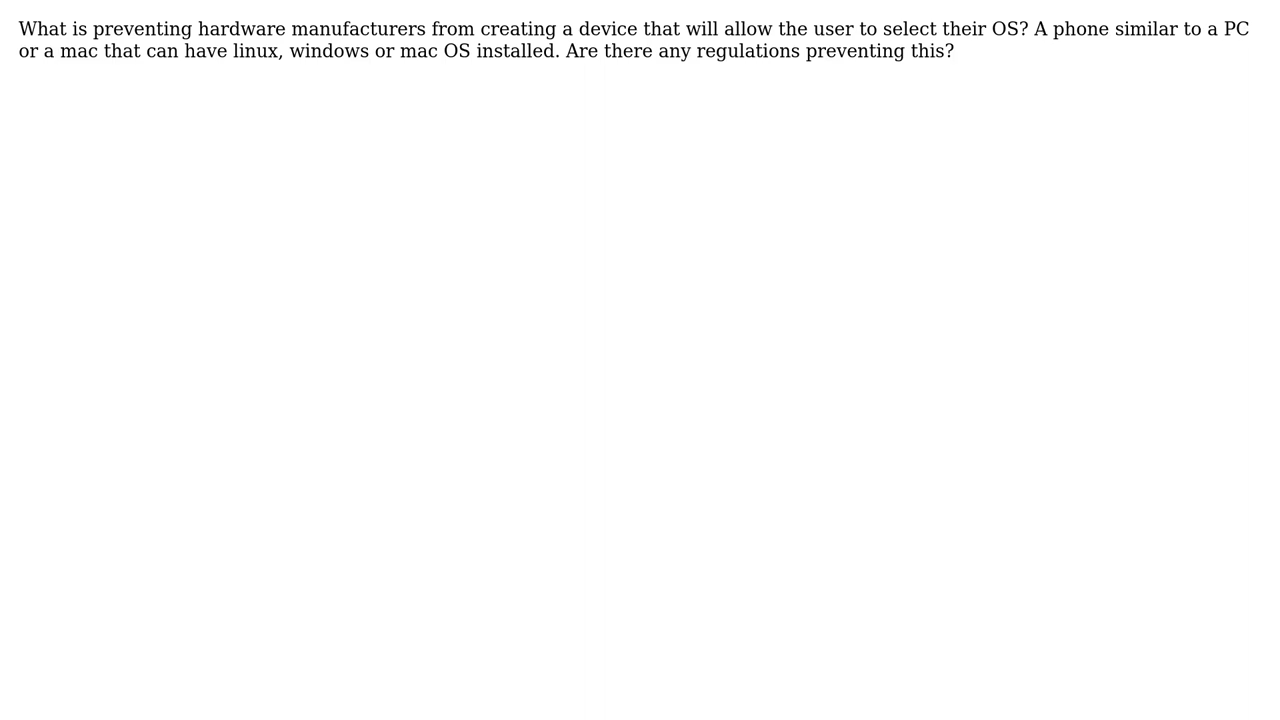 What is preventing hardware manufacturers from creating a device that will allow the user to select their OS? A phone similar to a PC
or a mac that can have linux, windows or mac OS installed. Are there any regulations preventing this?